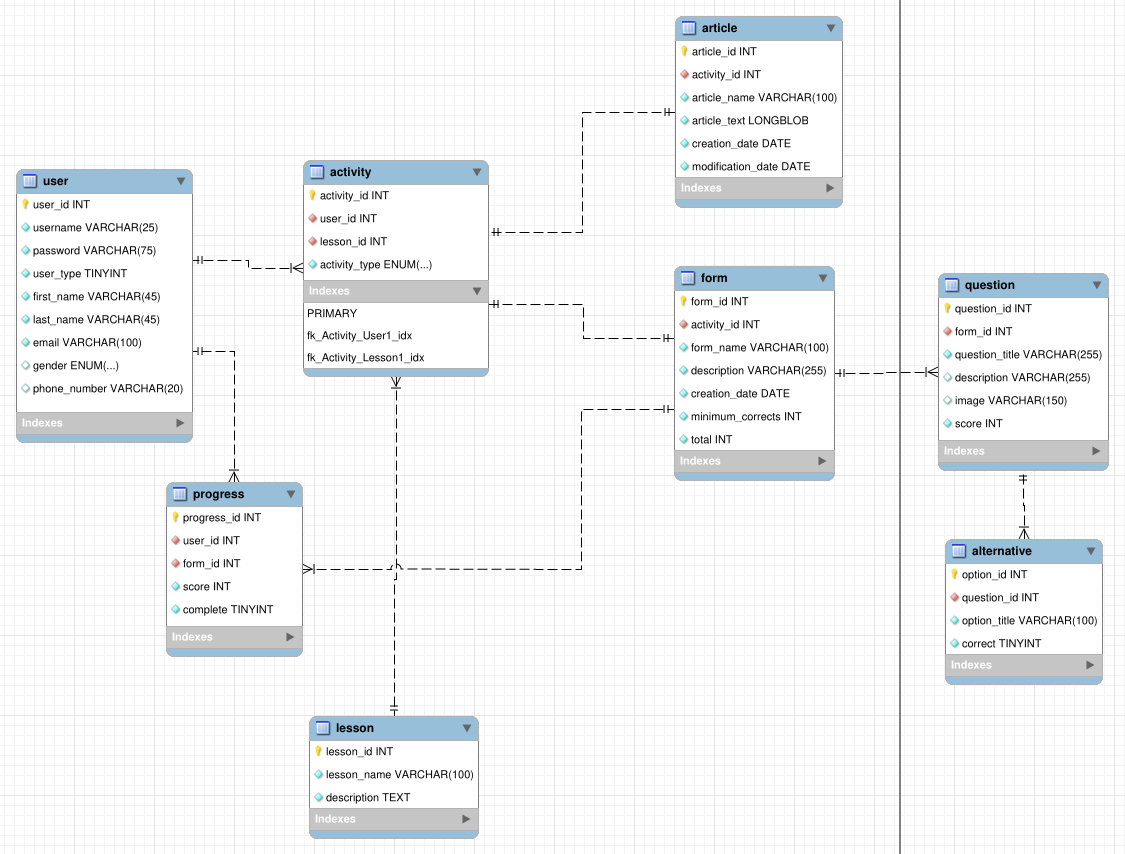 article
article_id INT
activity_id INT
article_name VARCHAR(100)
article_text LONGBLOB
creation_date DATE
modification_date DATE
Indexes
user
user_id INT
username VARCHAR(25)
password VARCHAR(75)
user_type TINYINT
first_name VARCHAR(45)
last_name VARCHAR(45)
email VARCHAR(100)
gender ENUM(...)
phone_number VARCHAR(20)
Indexes
activity
activity_id INT
user_id INT
lesson_id INT
activity_type ENUM(...)
Indexes
PRIMARY
fk_Activity_User1_idx
fk_Activity_Lesson1_idx
form
form_id INT
activity_id INT
form_name VARCHAR(100)
description VARCHAR(255)
creation_date DATE
minimum_corrects INT
total INT
Indexes
question
question_id INT
form_id INT
question_title VARCHAR(255)
description VARCHAR(255)
image VARCHAR(150)
score INT
Indexes
progress
progress_id INT
user_id INT
form_id INT
score INT
complete TINYINT
Indexes
alternative
option_id INT
question_id INT
option_title VARCHAR(100)
correct TINYINT
Indexes
lesson
lesson_id INT
lesson_name VARCHAR(100)
description TEXT
Indexes